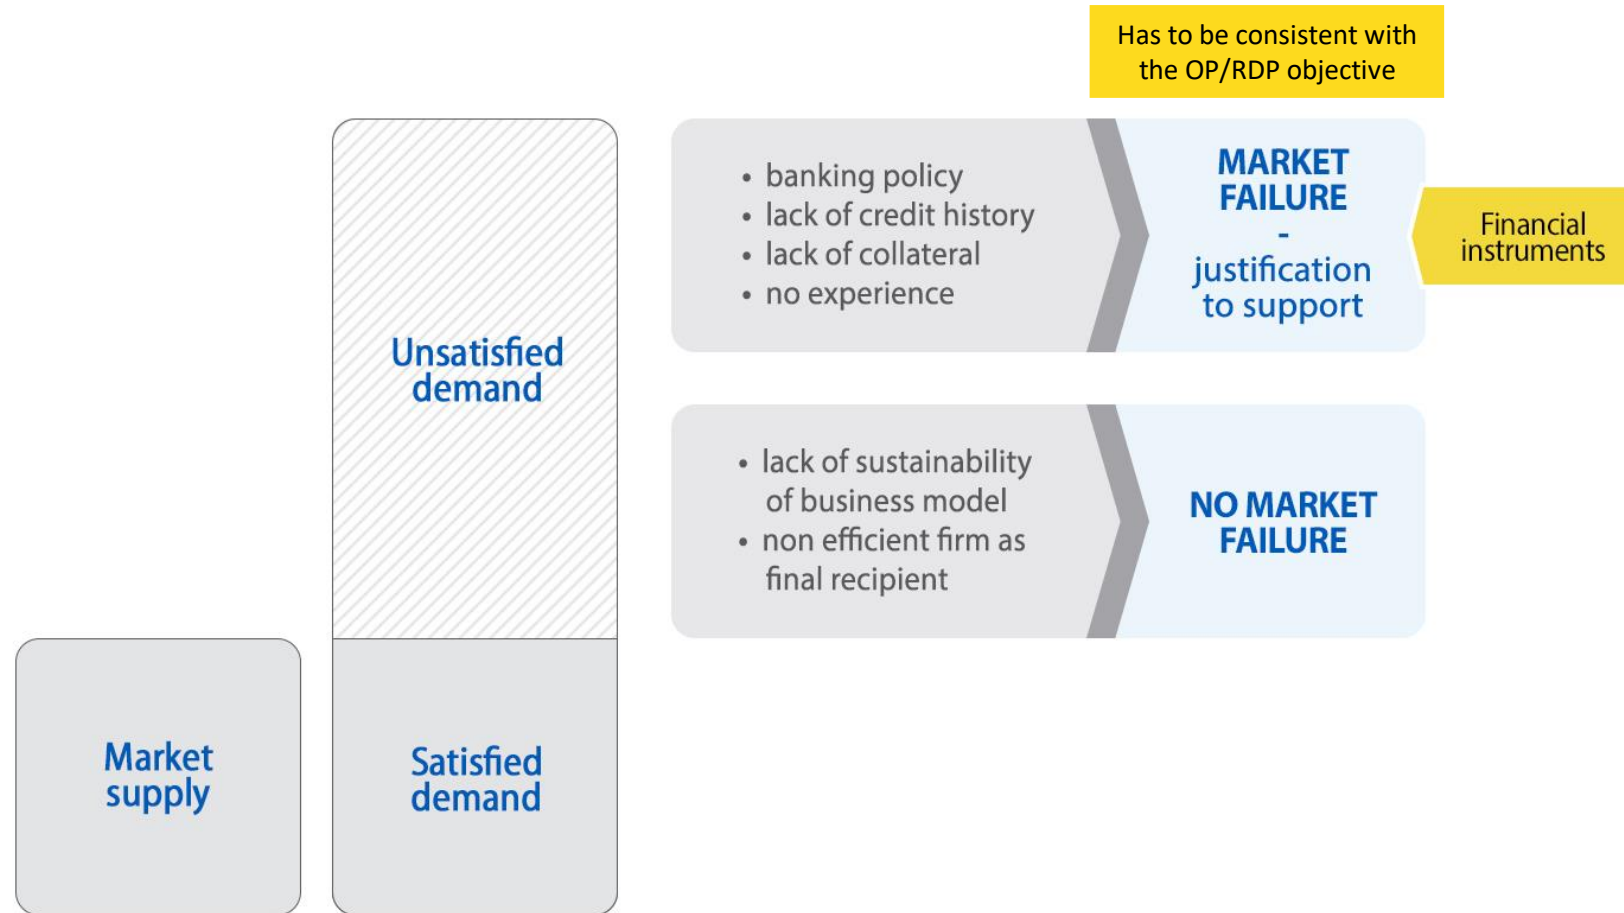 Has to be consistent with
the OP/RDP objective
• banking policy
• lack of credit history
• lack of collateral
• no experience
MARKET
FAILURE
-
justification
to support
Financial
instruments
Unsatisfied
demand
• lack of sustainability
of business model
• non efficient firm as
final recipient
NO MARKET
FAILURE
Market
supply
Satisfied
demand